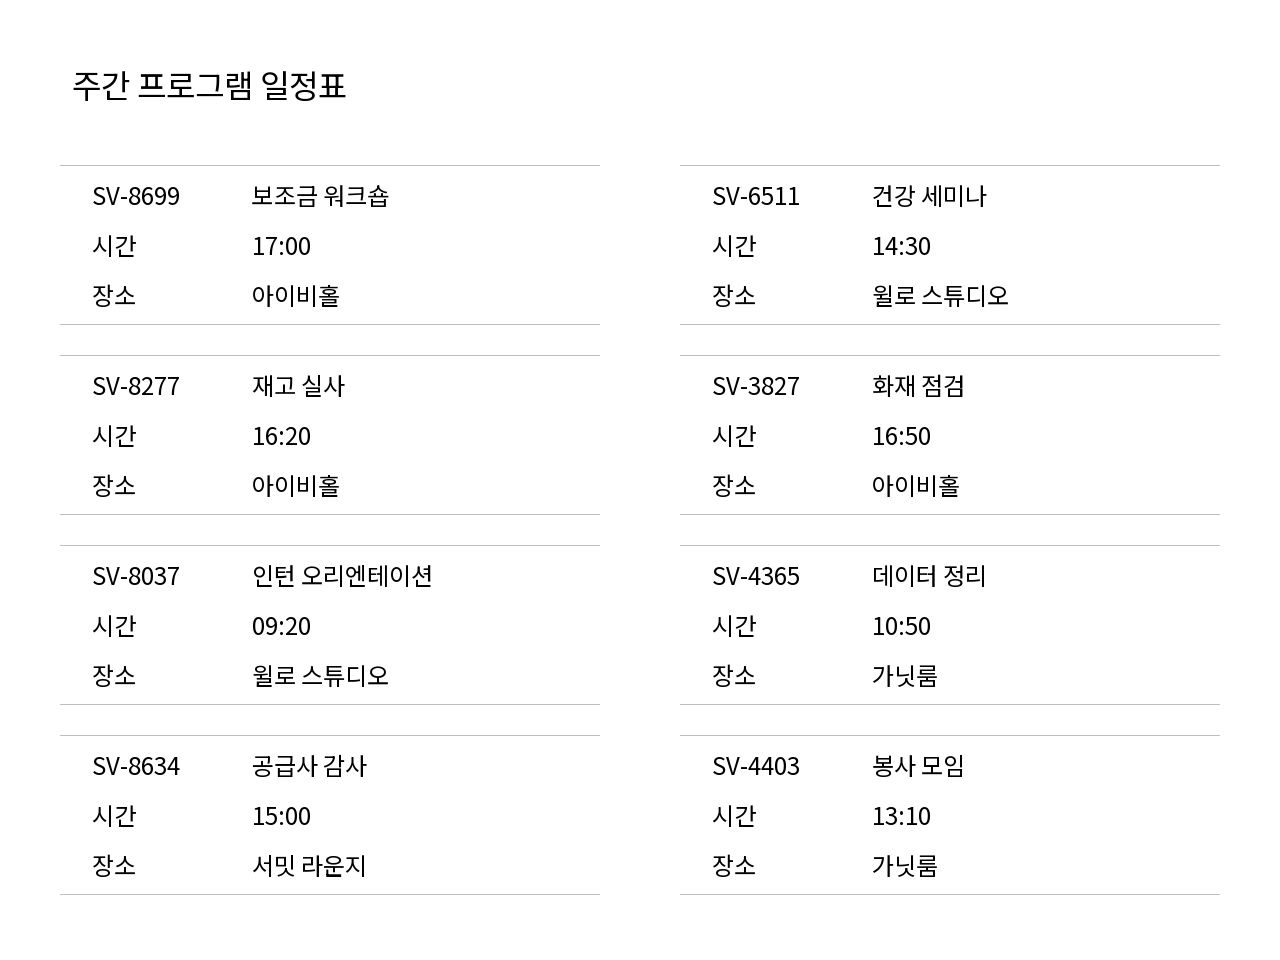 주간 프로그램 일정표
SV-8699 보조금 워크숍
시간 17:00
장소 아이비홀
SV-8277 재고 실사
시간 16:20
장소 아이비홀
SV-8037 인턴 오리엔테이션
시간 09:20
장소 윌로 스튜디오
SV-8634 공급사 감사
시간 15:00
장소 서밋 라운지
SV-6511 건강 세미나
시간 14:30
장소 윌로 스튜디오
SV-3827 화재 점검
시간 16:50
장소 아이비홀
SV-4365 데이터 정리
시간 10:50
장소 가닛룸
SV-4403 봉사 모임
시간 13:10
장소 가닛룸